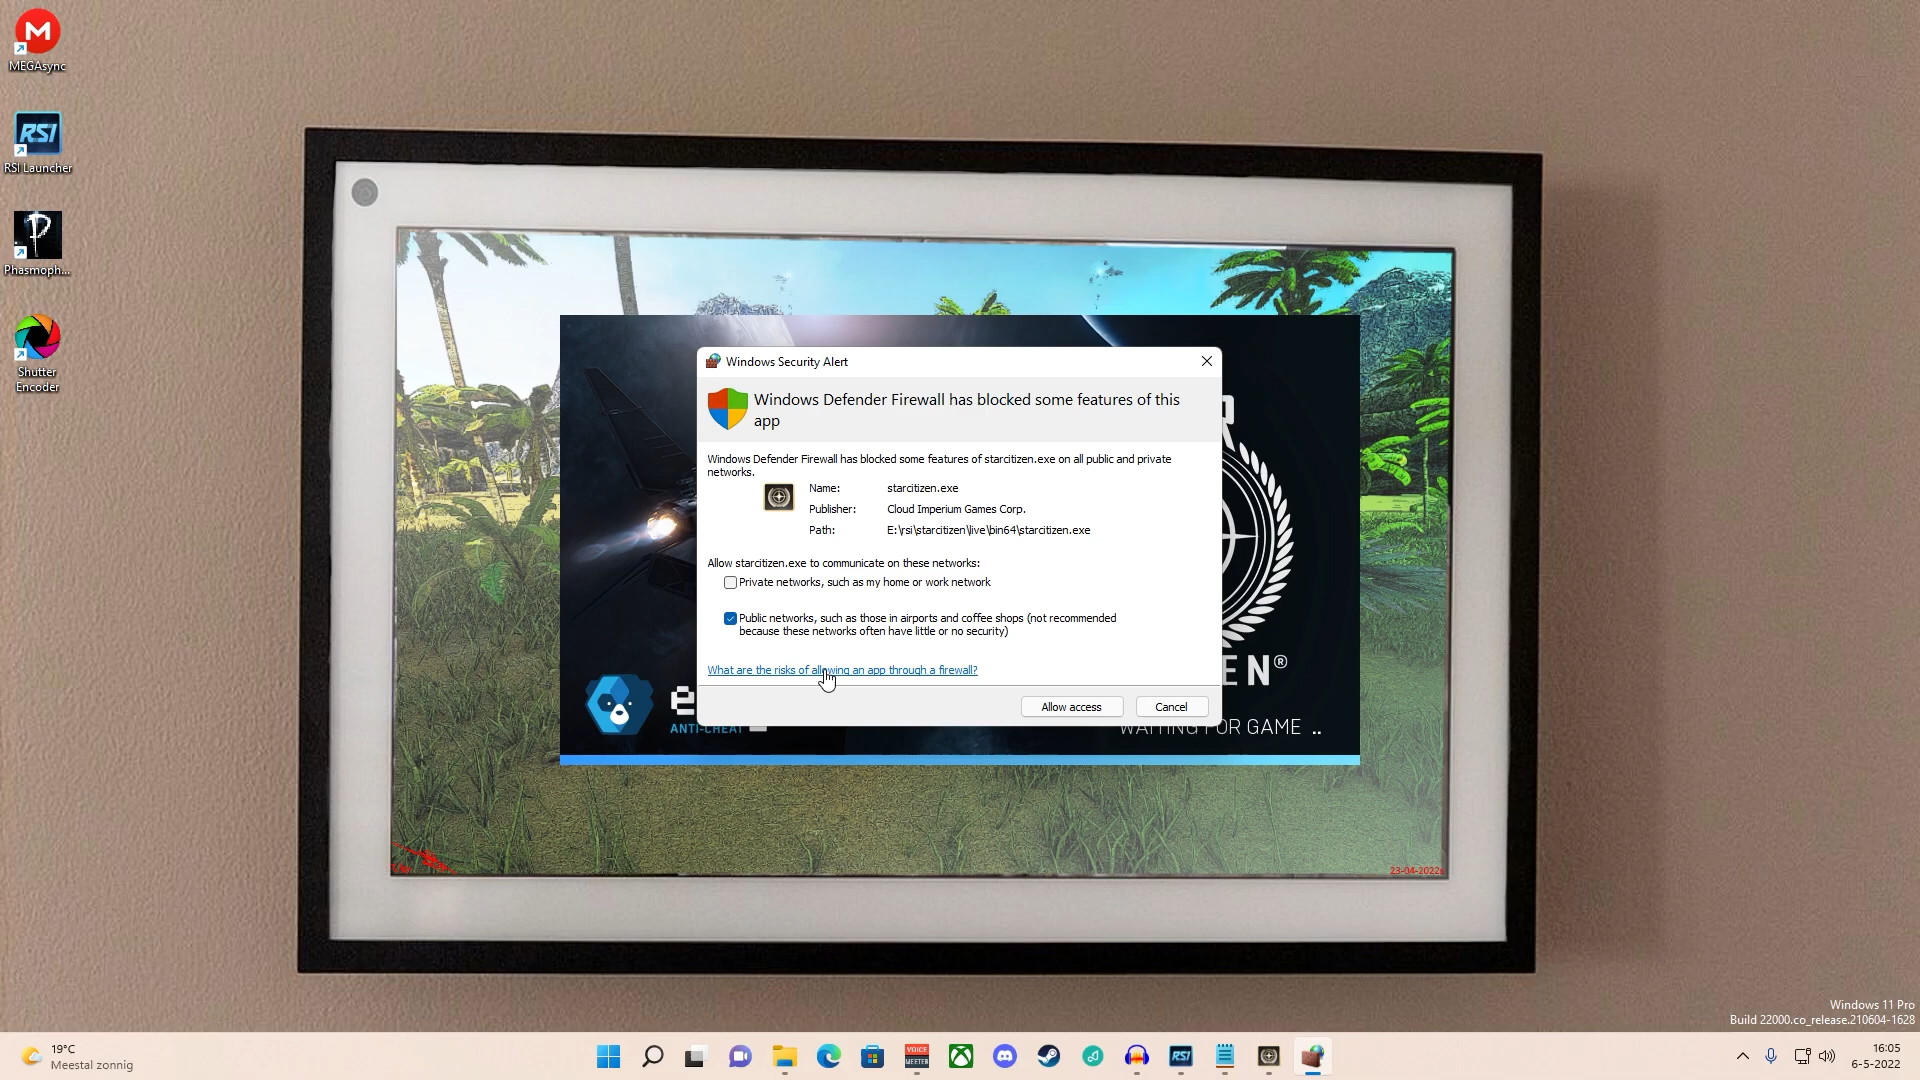 MEGAsync
RSI
RSI Launcher
Phasmoph...
Shutter
Encoder
Windows Security Alert
Windows Defender Firewall has blocked some features of this
app
Windows Defender Firewall has blocked some features of starcitizen.exe on all public and private
networks.
Name: starcitizen.exe
Publisher: Cloud Imperium Games Corp.
Path: E:\rsi\starcitizen\live\bin64\starcitizen.exe
Allow starcitizen.exe to communicate on these networks:
Private networks, such as my home or work network
Public networks, such as those in airports and coffee shops (not recommended
because these networks often have little or no security)
What are the risks of allowing an app through a firewall?
Allow access
Cancel
ANTI-CHEAT
WAITING FOR GAME ..
23-04-2022
Windows 11 Pro
Build 22000.co_release.210604-1628
19°C
Meestal zonnig
VOICE
MEETER
RSI
16:05
6-5-2022